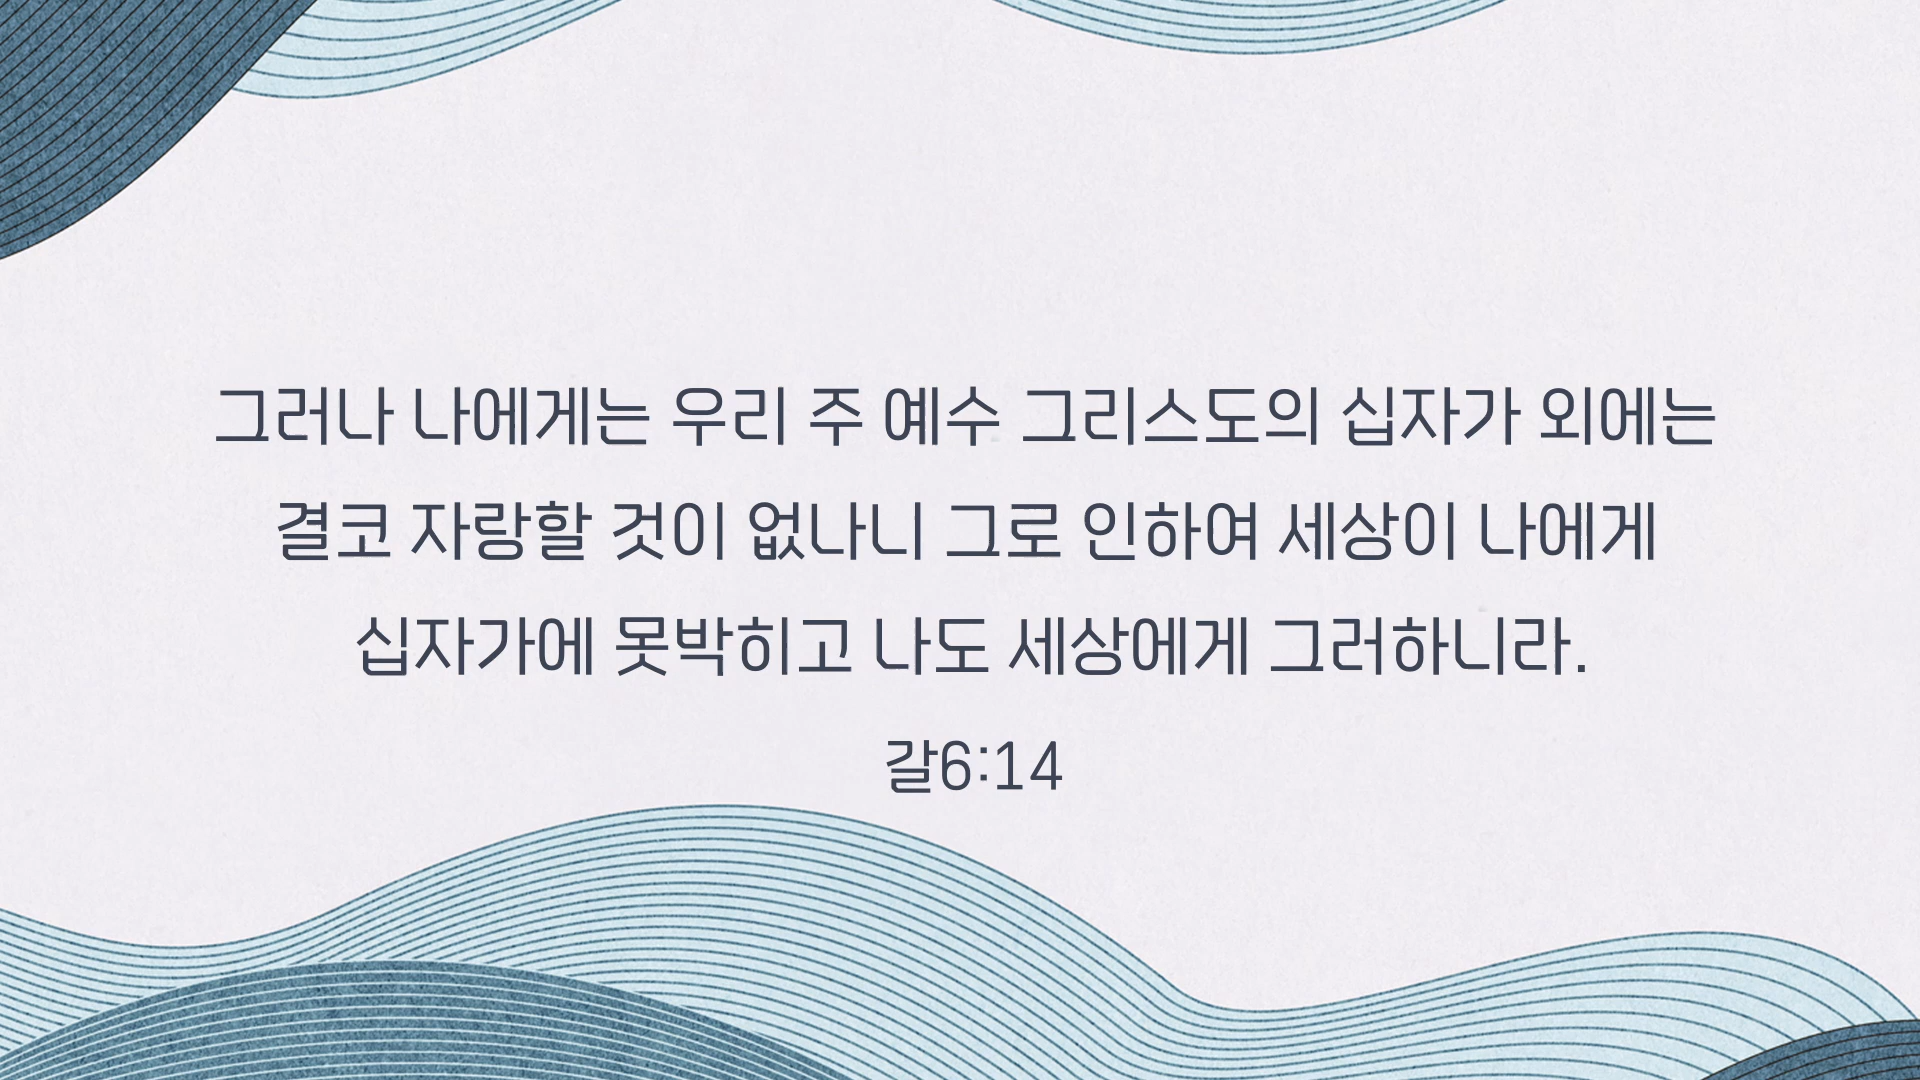 그러나 나에게는 우리 주 예수 그리스도의 십자가 외에는
결코 자랑할 것이 없나니 그로 인하여 세상이 나에게
십자가에 못박히고 나도 세상에게 그러하니라.
갈6:14